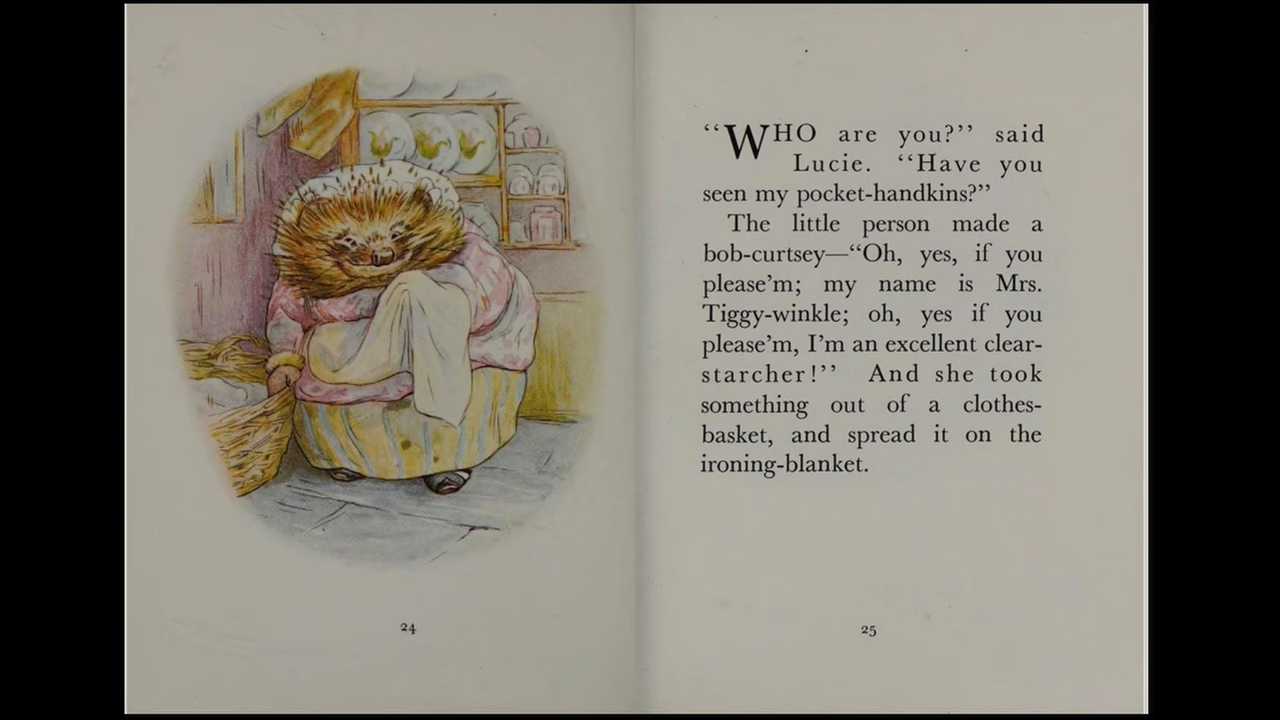 “WHO are you?” said
Lucie. “Have you
seen my pocket-handkins?”
The little person made a
bob-curtsey—“Oh, yes, if you
please’m; my name is Mrs.
Tiggy-winkle; oh, yes if you
please’m, I’m an excellent clear-
starcher!” And she took
something out of a clothes-
basket, and spread it on the
ironing-blanket.
24
25